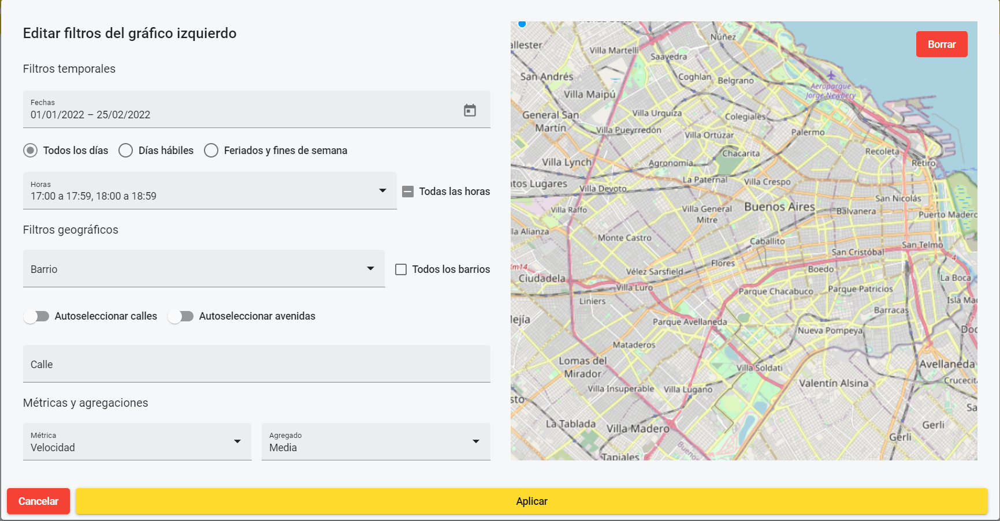 Editar filtros del gráfico izquierdo
Filtros temporales
Fechas
01/01/2022 – 25/02/2022
Todos los días
Días hábiles
Feriados y fines de semana
Horas
17:00 a 17:59, 18:00 a 18:59
Todas las horas
Filtros geográficos
Barrio
Todos los barrios
Autoseleccionar calles
Autoseleccionar avenidas
Calle
Métricas y agregaciones
Métrica
Velocidad
Agregado
Media
Cancelar
Aplicar
Borrar
Núñez
allester
Villa Martelli
Saavedra
San Andrés
Coghlan
Belgrano
Aeroparque
Jorge Newbery
Villa Maipú
General San
Martín
Villa Urquiza
Colegiales
Villa Pueyrredón
Villa Ortúzar
Palermo
Chacarita
Recoleta
Villa Lynch
Agronomía
Retiro
tos Lugares
Villa Devoto
La Paternal
Villa Crespo
San Nicolás
Villa Raffo
Villa General
Mitre
Buenos Aires
Balvanera
Puerto Madero
lla Alianza
Monte Castro
Caballito
San Telmo
San Cristóbal
4
Km14
Flores
Boedo
Ciudadela
Vélez Sarsfield
La Boca
Villa Luro
Parque Chacabuco
Parque Patricios
Liniers
Isla Mac
Barracas
ejía
Parque Avellaneda
Nueva Pompeya
Doc
Mataderos
Lomas del
Mirador
Villa Soldati
Avellaneda
Villa Insuperable
Villa Lugano
Valentín Alsina
Crucecit
sto
Sa
La Tablada
Villa Madero
Gerli
Gerli
Buenos
Tapiales